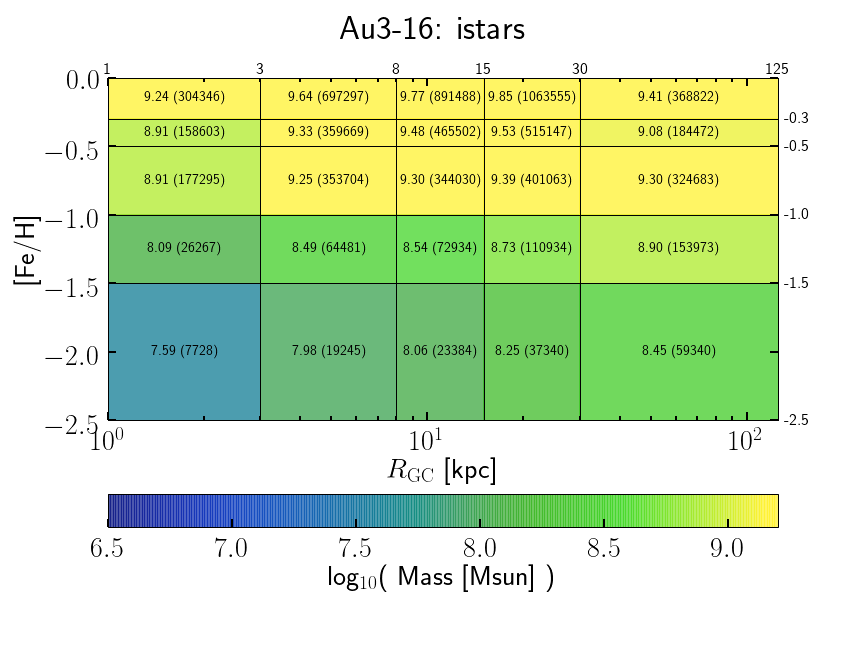 Au3-16: istars
1 3 8 15 30 125
0.0
9.24 (304346) 9.64 (697297) 9.77 (891488) 9.85 (1063555) 9.41 (368822)
-0.3
8.91 (158603) 9.33 (359669) 9.48 (465502) 9.53 (515147) 9.08 (184472)
−0.5 -0.5
8.91 (177295) 9.25 (353704) 9.30 (344030) 9.39 (401063) 9.30 (324683)
−1.0 -1.0
[Fe/H]
8.09 (26267) 8.49 (64481) 8.54 (72934) 8.73 (110934) 8.90 (153973)
−1.5 -1.5
−2.0
7.59 (7728) 7.98 (19245) 8.06 (23384) 8.25 (37340) 8.45 (59340)
−2.5 -2.5
10⁰ 10¹ 10²
R_GC [kpc]
6.5 7.0 7.5 8.0 8.5 9.0
log₁₀( Mass [Msun] )